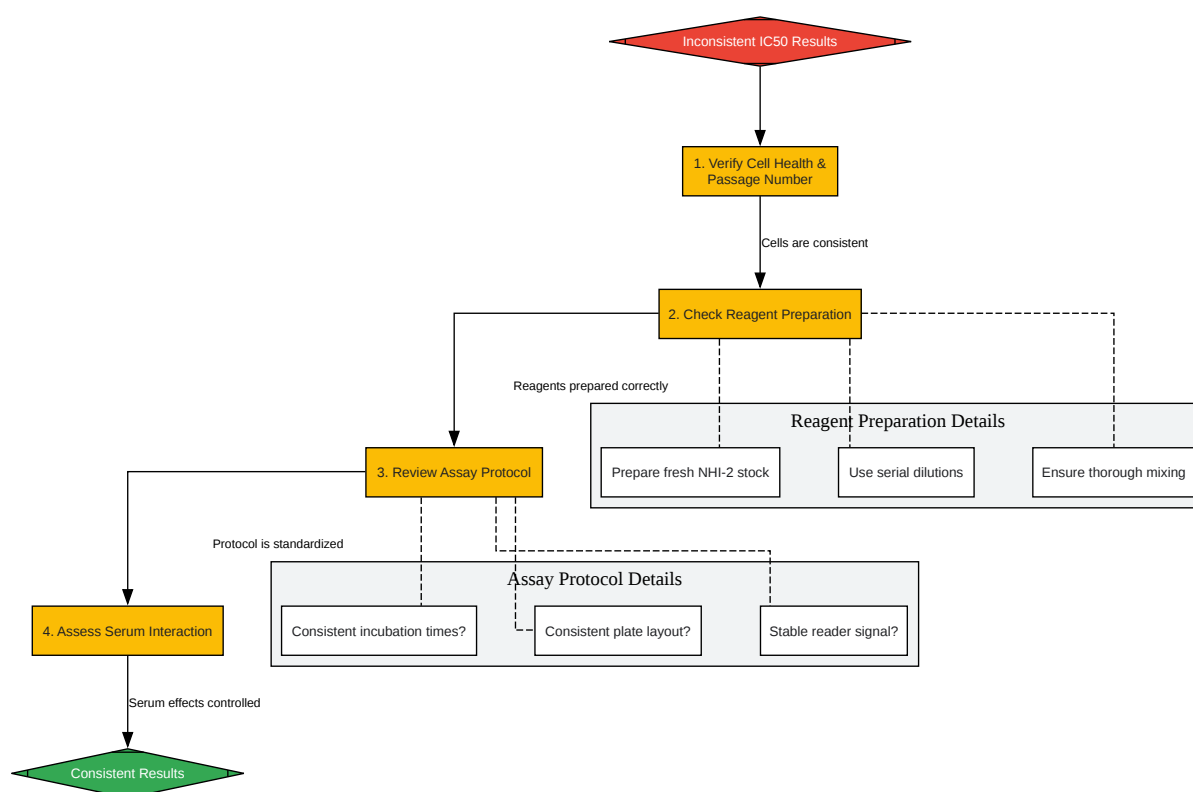 Inconsistent IC50 Results
1. Verify Cell Health &
Passage Number
Cells are consistent
2. Check Reagent Preparation
Reagents prepared correctly
Reagent Preparation Details
Prepare fresh NHI-2 stock
Use serial dilutions
Ensure thorough mixing
3. Review Assay Protocol
Protocol is standardized
Assay Protocol Details
Consistent incubation times?
Consistent plate layout?
Stable reader signal?
4. Assess Serum Interaction
Serum effects controlled
Consistent Results